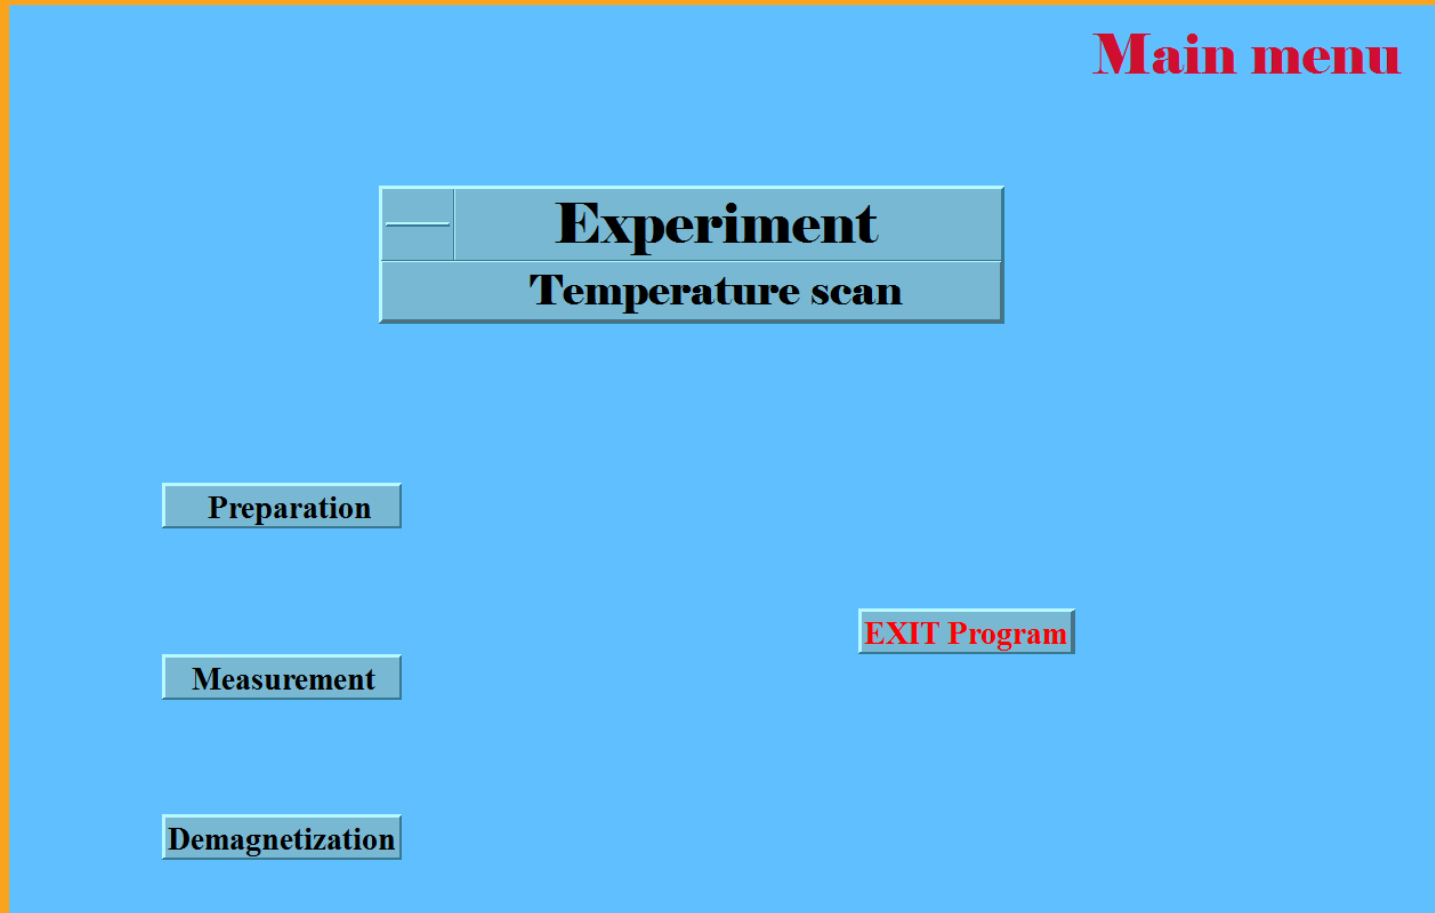 Main menu
Experiment
Temperature scan
Preparation
EXIT Program
Measurement
Demagnetization